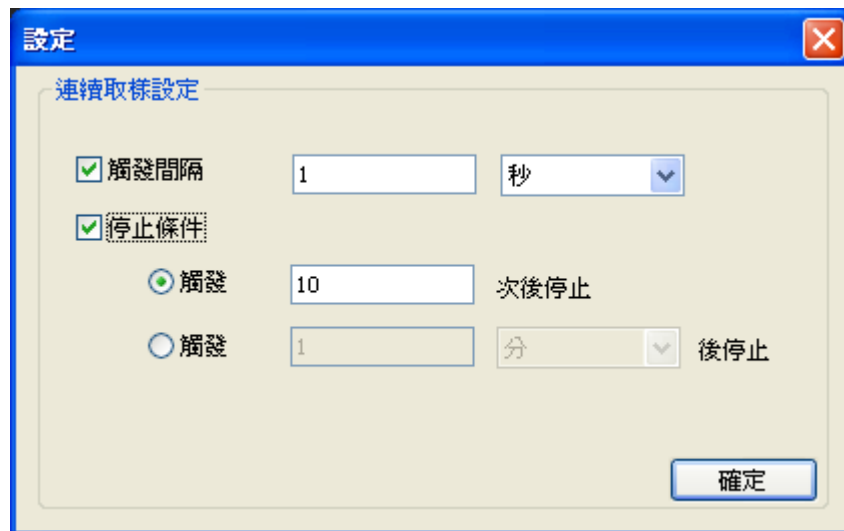 設定
連續取樣設定
觸發間隔 1 秒
停止條件
觸發 10 次後停止
觸發 1 分 後停止
確定